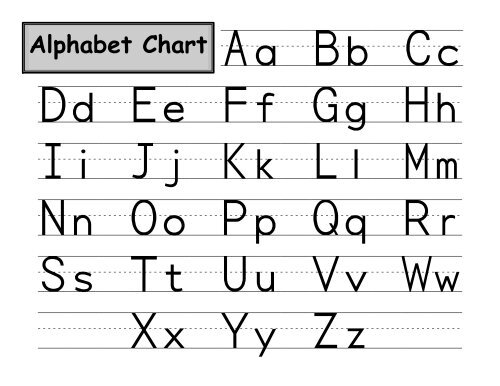 Alphabet Chart Aa Bb Cc
Dd Ee Ff Gg Hh
Ii Jj Kk Ll Mm
Nn Oo Pp Qq Rr
Ss Tt Uu Vv Ww
Xx Yy Zz